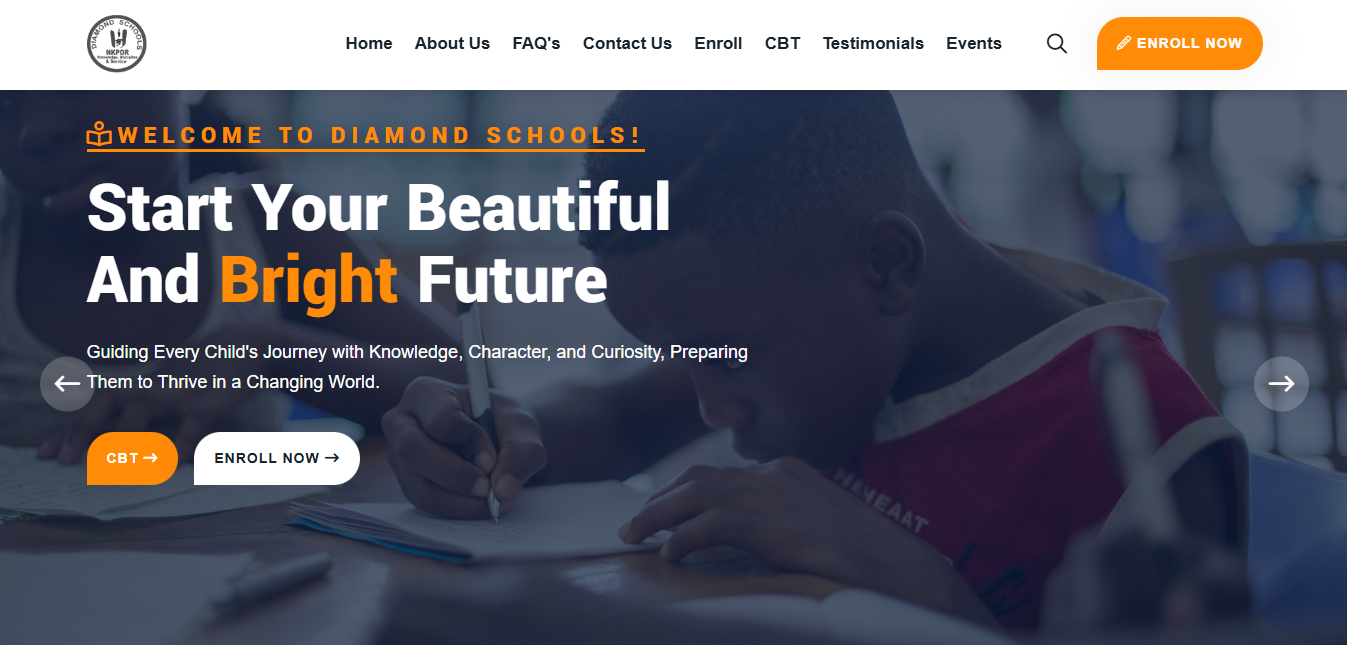 DIAMOND SCHOOLS
NKPOR
Knowledge, Discipline
& Service
Home About Us FAQ's Contact Us Enroll CBT Testimonials Events
ENROLL NOW
WELCOME TO DIAMOND SCHOOLS!
Start Your Beautiful
And Bright Future
Guiding Every Child's Journey with Knowledge, Character, and Curiosity, Preparing
Them to Thrive in a Changing World.
CBT ENROLL NOW